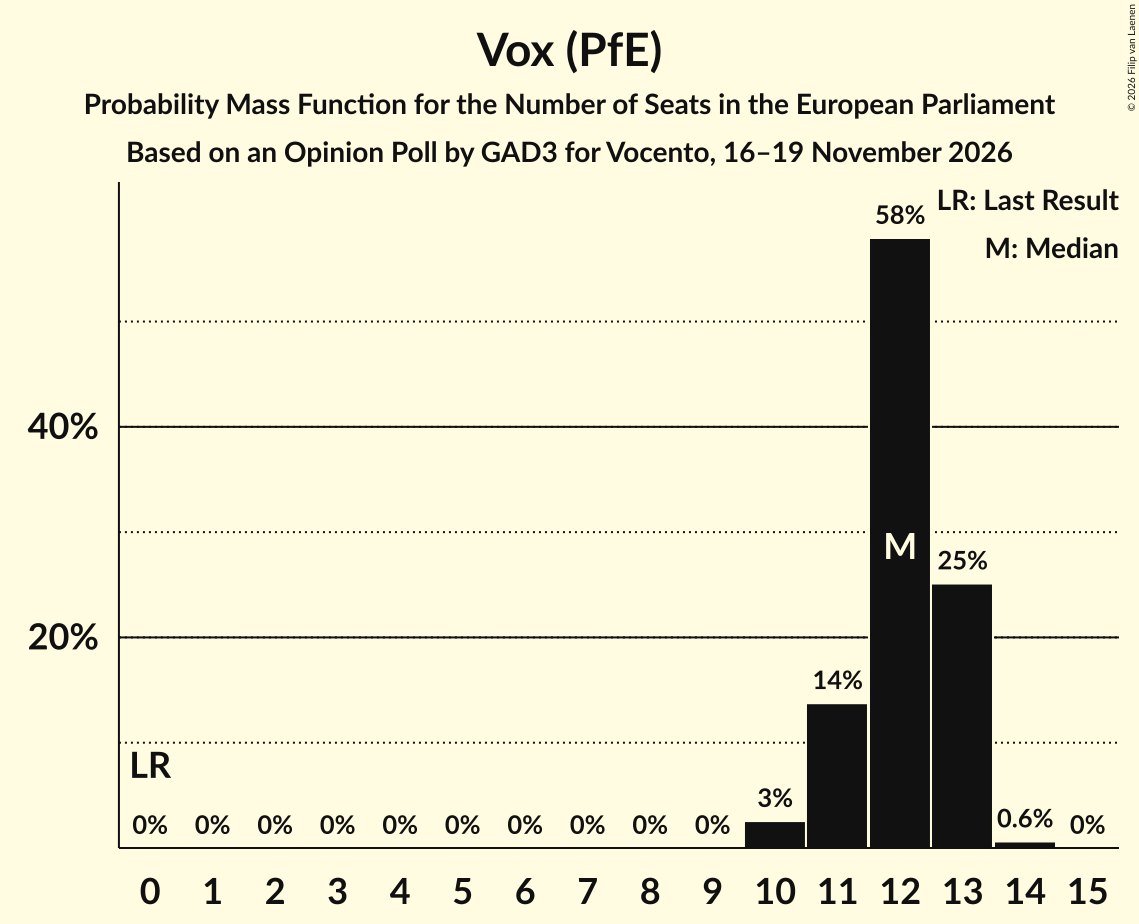 Vox (PfE)
Probability Mass Function for the Number of Seats in the European Parliament
Based on an Opinion Poll by GAD3 for Vocento, 16–19 November 2026
© 2026 Filip van Laenen
LR: Last Result
M: Median
58%
40%
M
25%
20%
14%
LR
3%
0% 0% 0% 0% 0% 0% 0% 0% 0% 0% 0.6% 0%
0 1 2 3 4 5 6 7 8 9 10 11 12 13 14 15